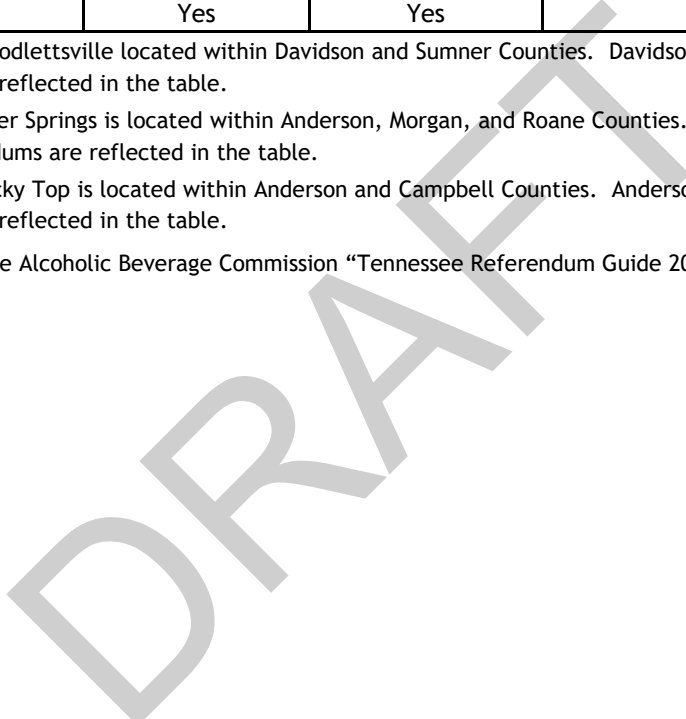 Yes Yes
odlettsville located within Davidson and Sumner Counties. Davidso
reflected in the table.
er Springs is located within Anderson, Morgan, and Roane Counties.
dums are reflected in the table.
cky Top is located within Anderson and Campbell Counties. Anderso
reflected in the table.
e Alcoholic Beverage Commission “Tennessee Referendum Guide 20
DRAFT